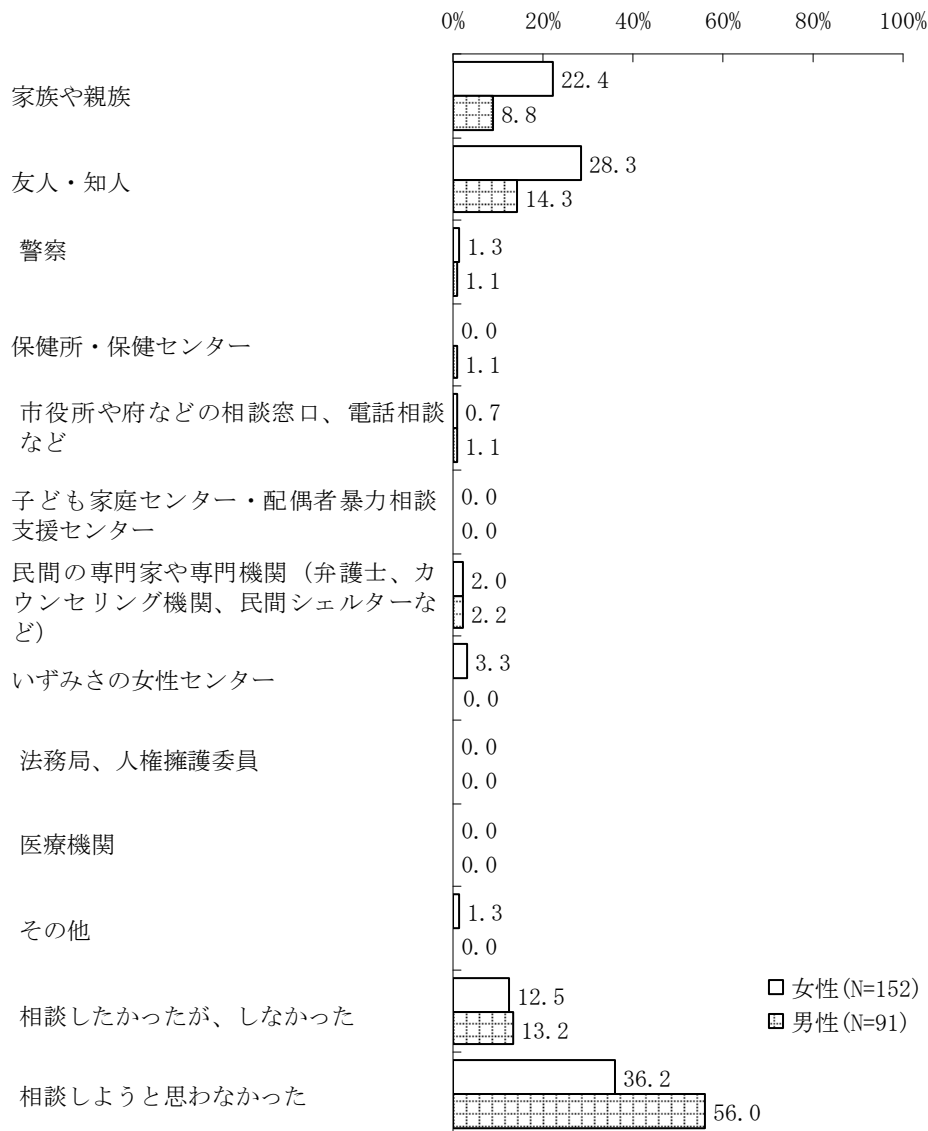 0% 20% 40% 60% 80% 100%
家族や親族
22.4
8.8
友人・知人
28.3
14.3
警察
1.3
1.1
保健所・保健センター
0.0
1.1
市役所や府などの相談窓口、電話相談
など
0.7
1.1
子ども家庭センター・配偶者暴力相談
支援センター
0.0
0.0
民間の専門家や専門機関（弁護士、カ
ウンセリング機関、民間シェルターな
ど）
2.0
2.2
いずみさの女性センター
3.3
0.0
法務局、人権擁護委員
0.0
0.0
医療機関
0.0
0.0
その他
1.3
0.0
相談したかったが、しなかった
12.5
13.2
相談しようと思わなかった
36.2
56.0
女性(N=152)
男性(N=91)